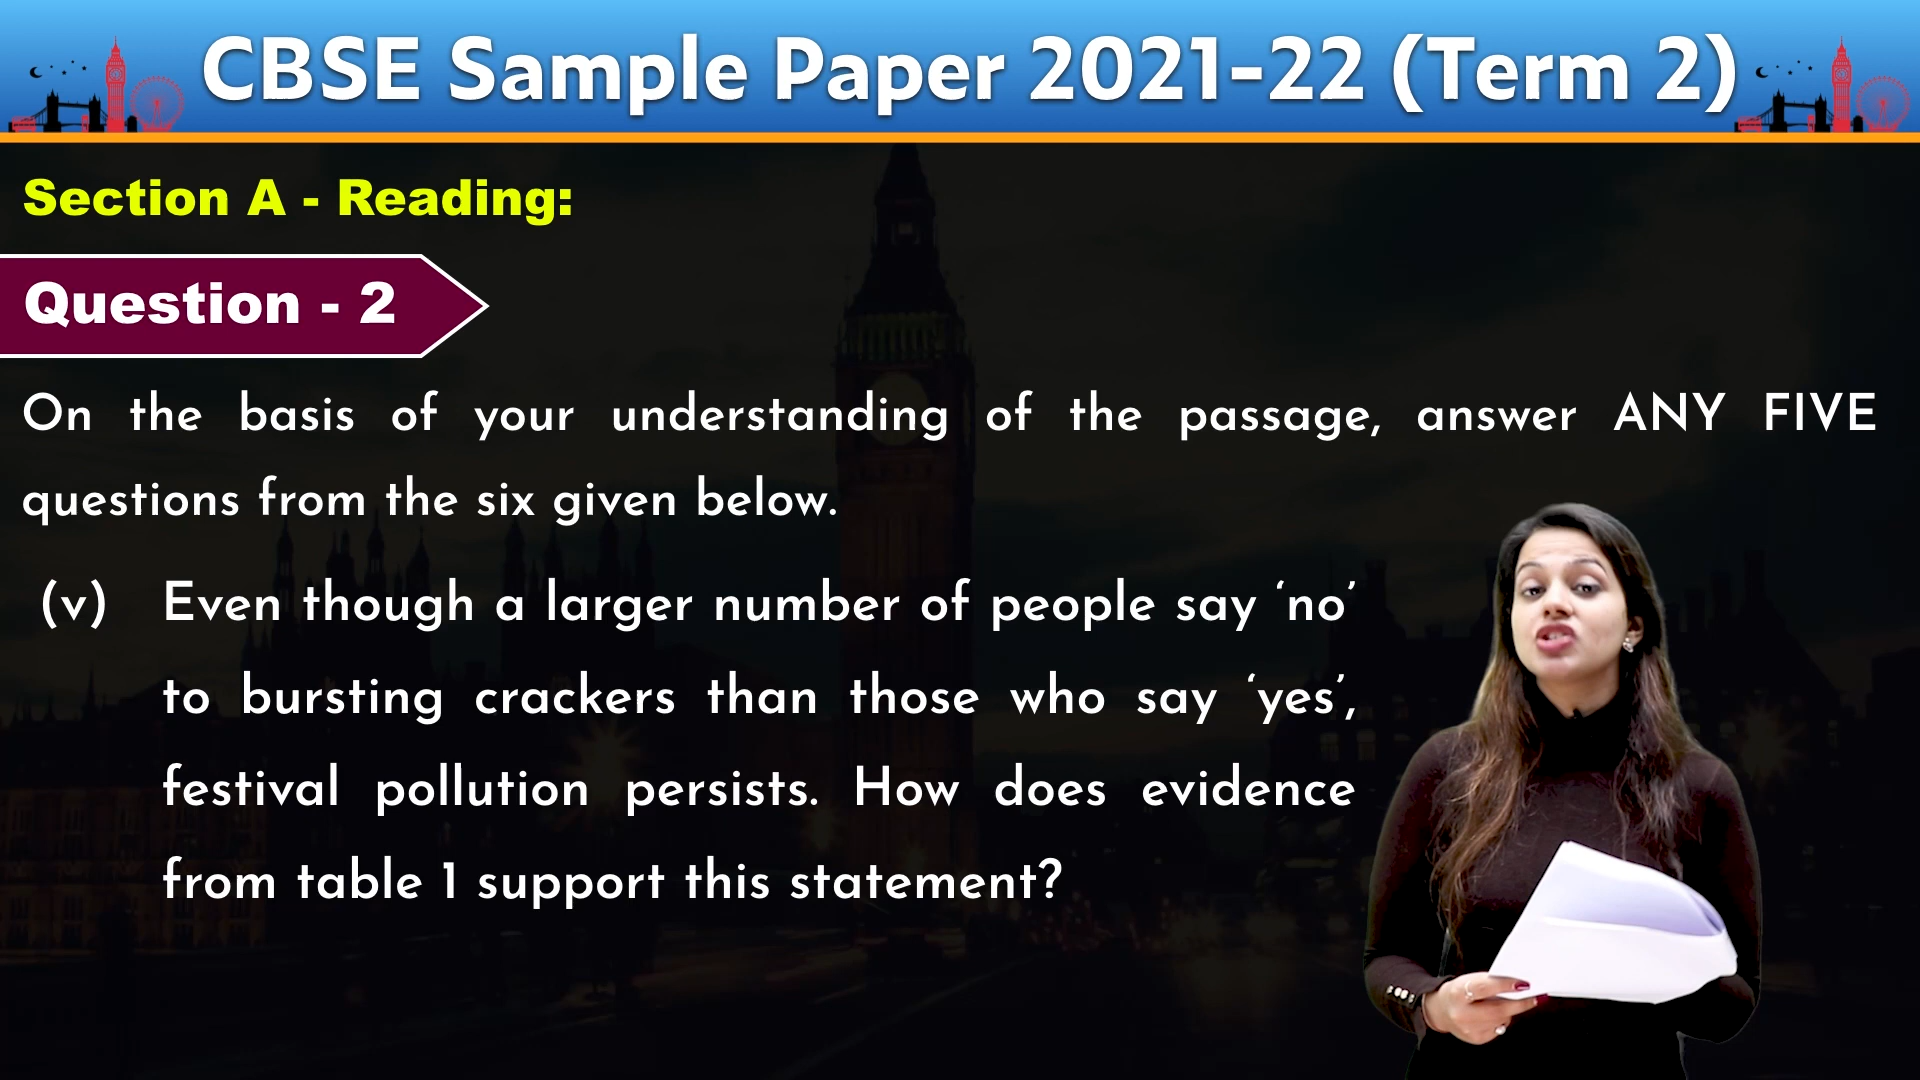 CBSE Sample Paper 2021-22 (Term 2)
Section A - Reading:
Question - 2
On the basis of your understanding of the passage, answer ANY FIVE
questions from the six given below.
(v) Even though a larger number of people say ‘no’
to bursting crackers than those who say ‘yes’,
festival pollution persists. How does evidence
from table 1 support this statement?